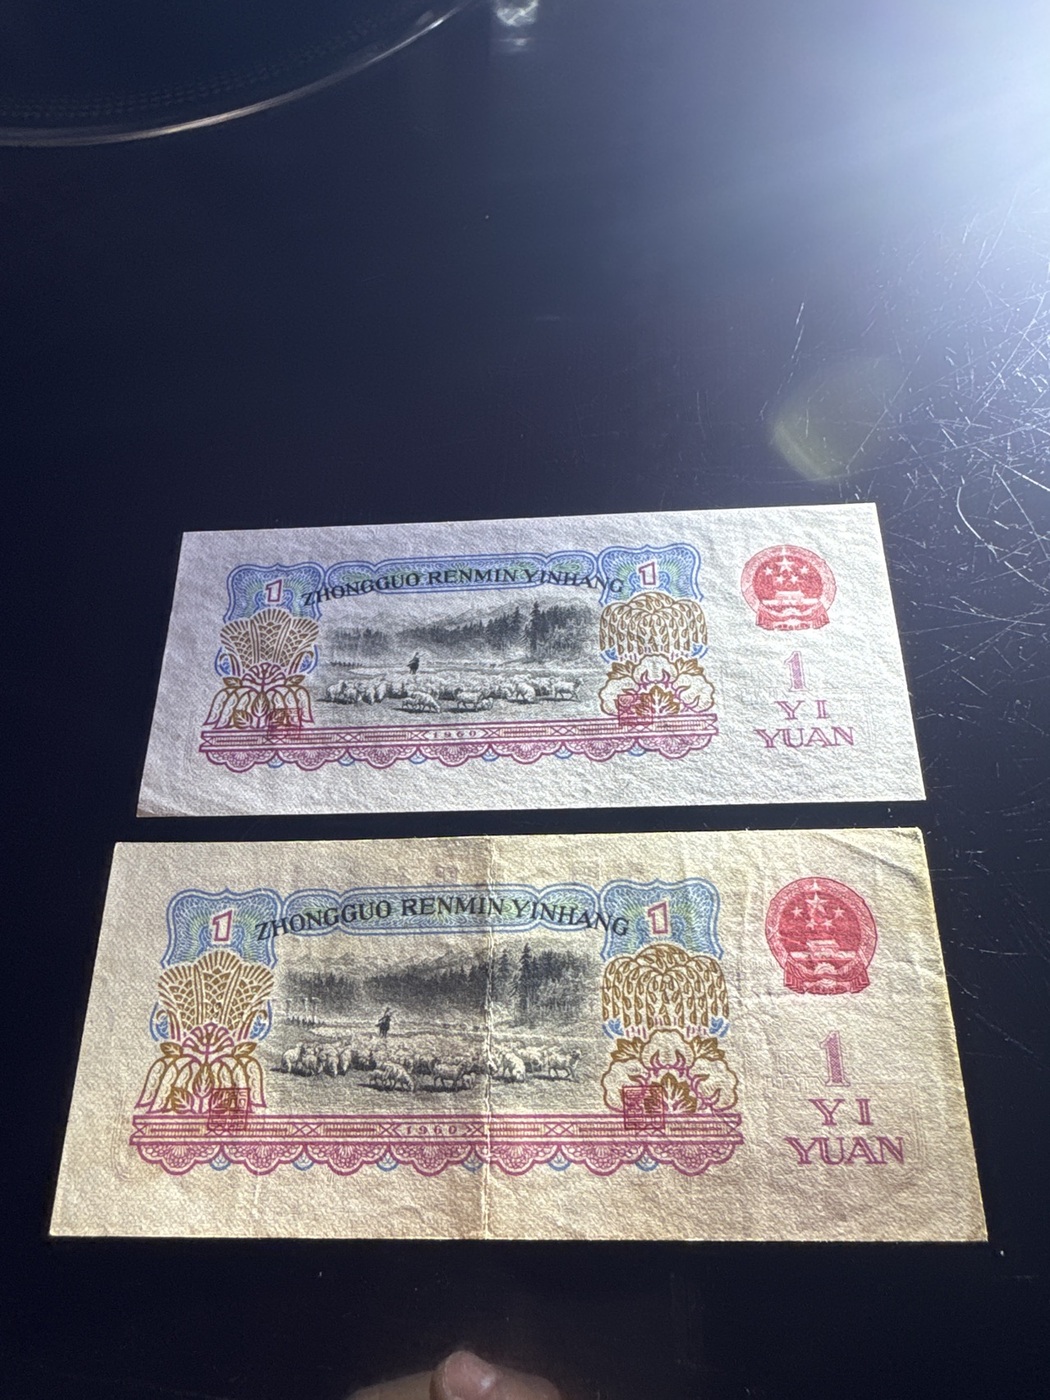 1 ZHONGGUO RENMIN YINHANG 1
1960
1
YI
YUAN
1 ZHONGGUO RENMIN YINHANG 1
1960
1
YI
YUAN